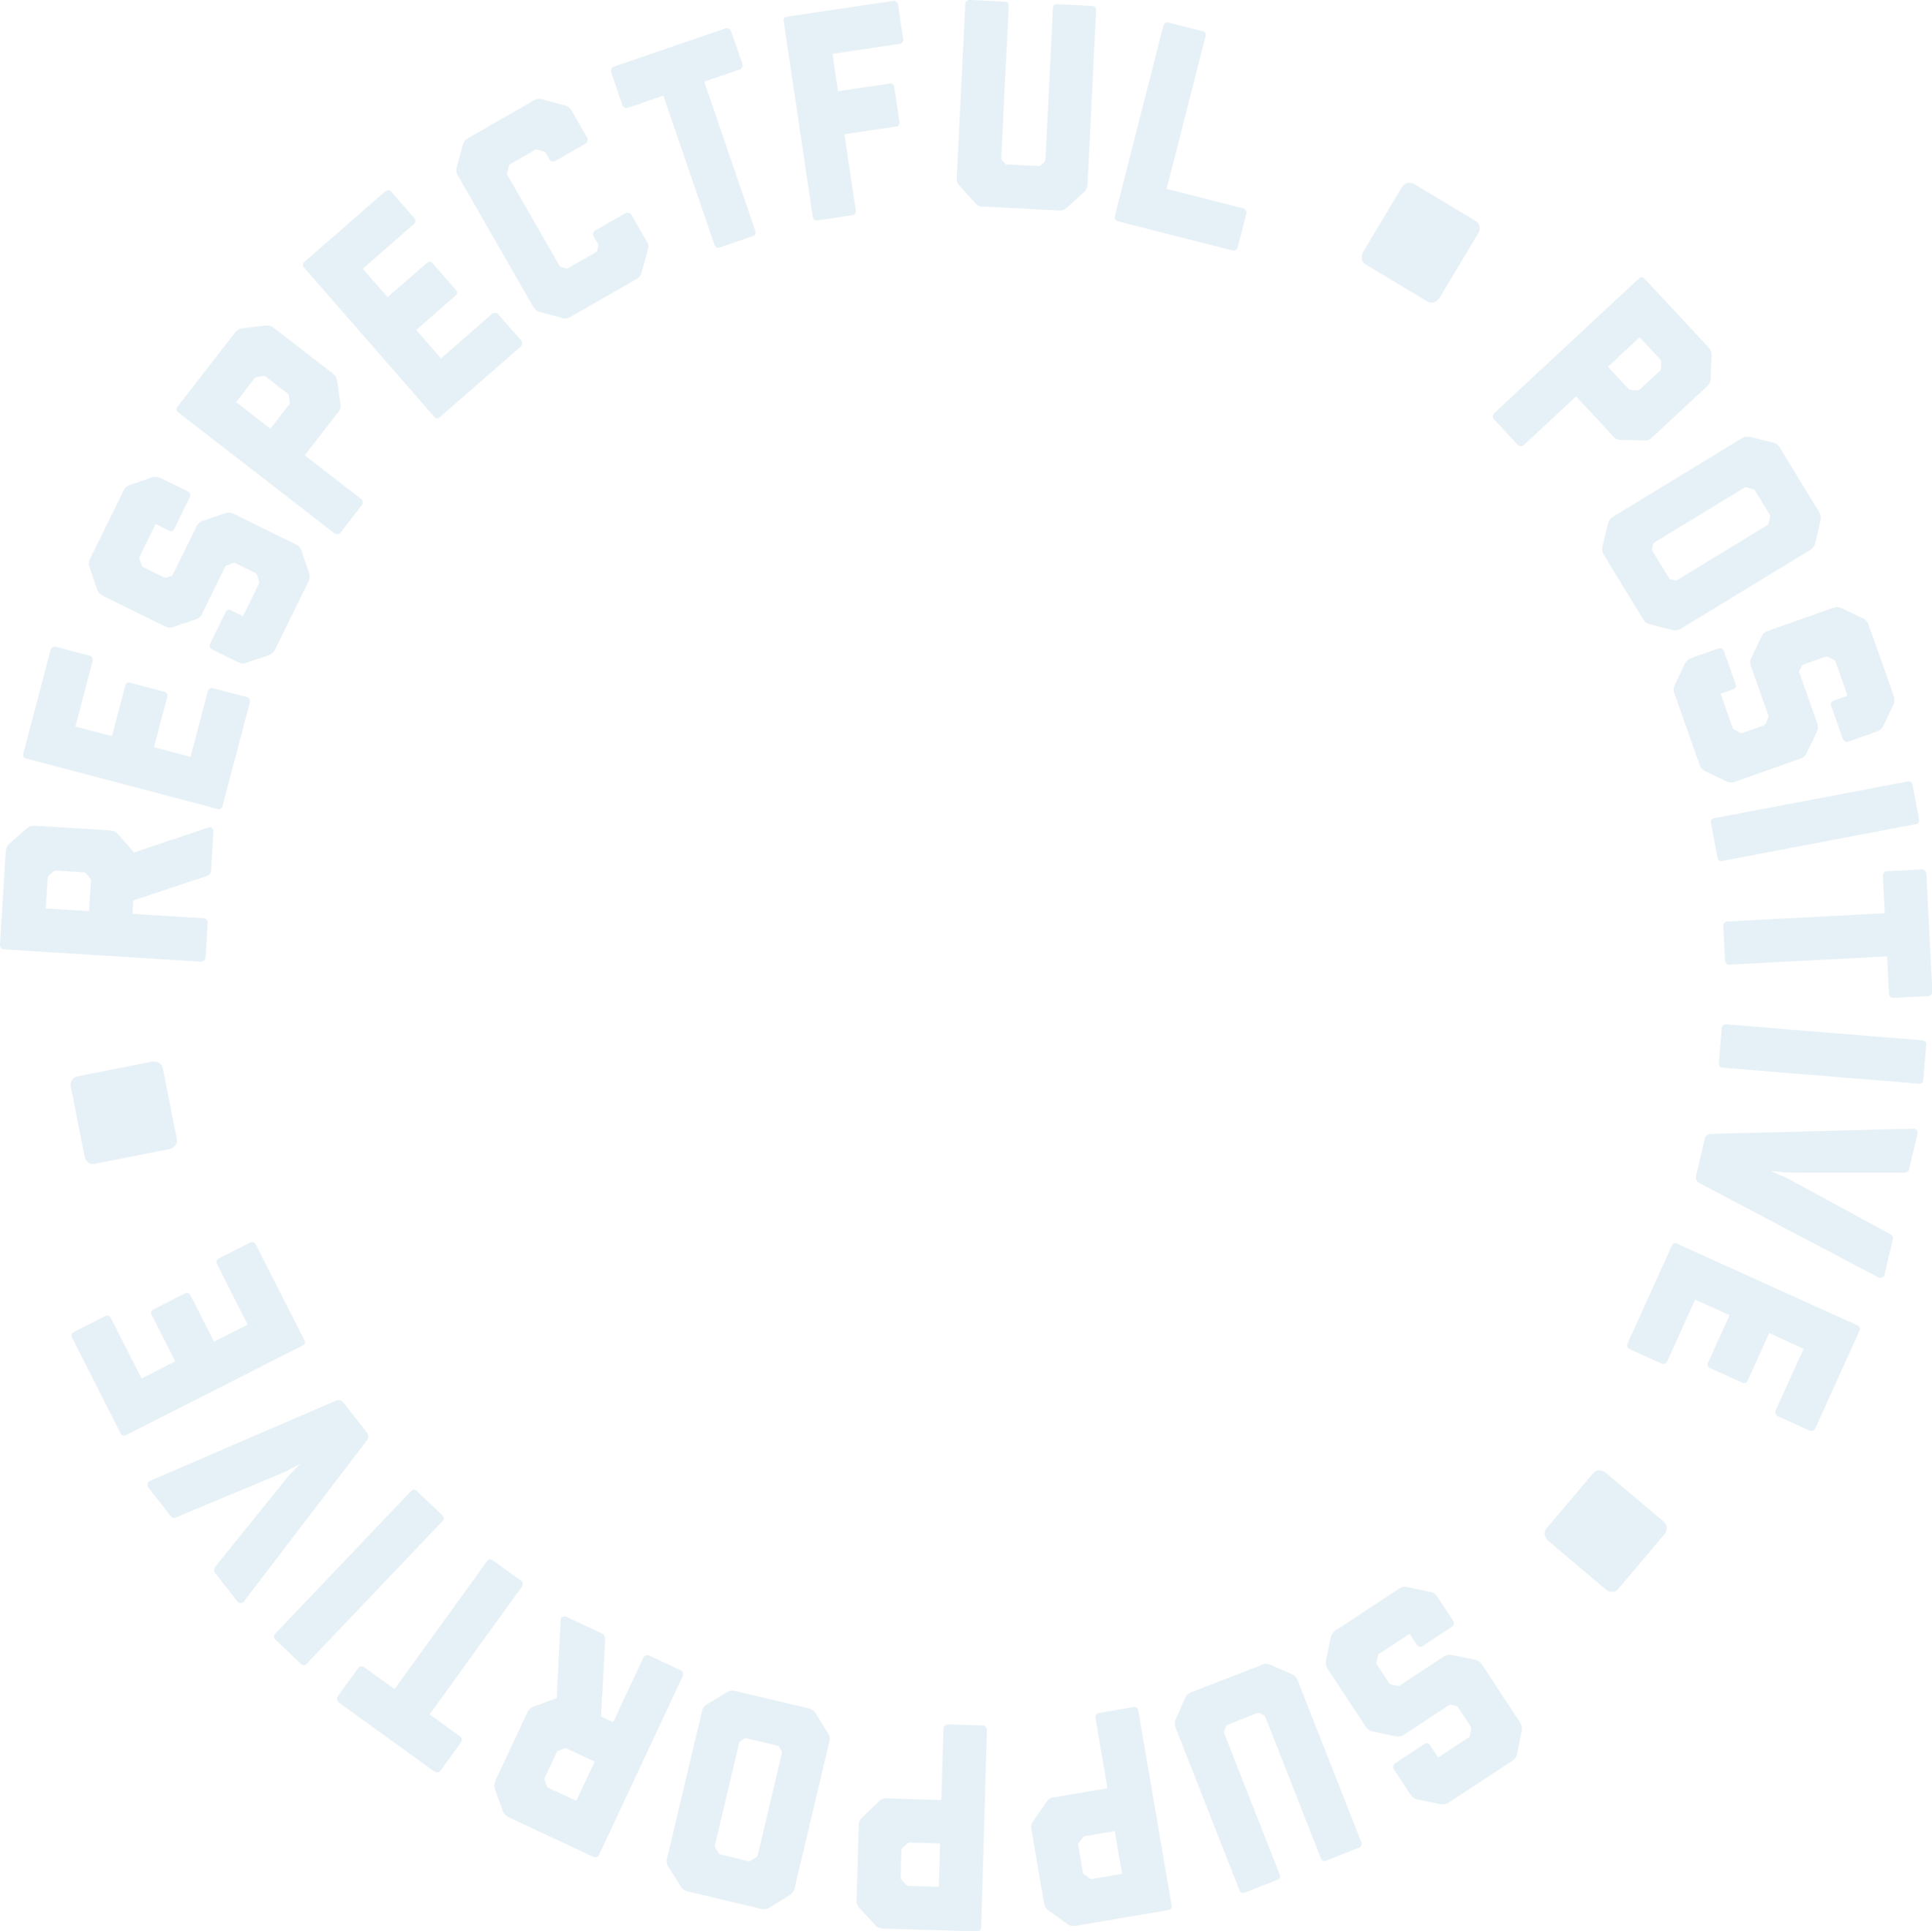 RESPECTFUL ▪ POSITIVE ▪ SUPPORTIVE ▪